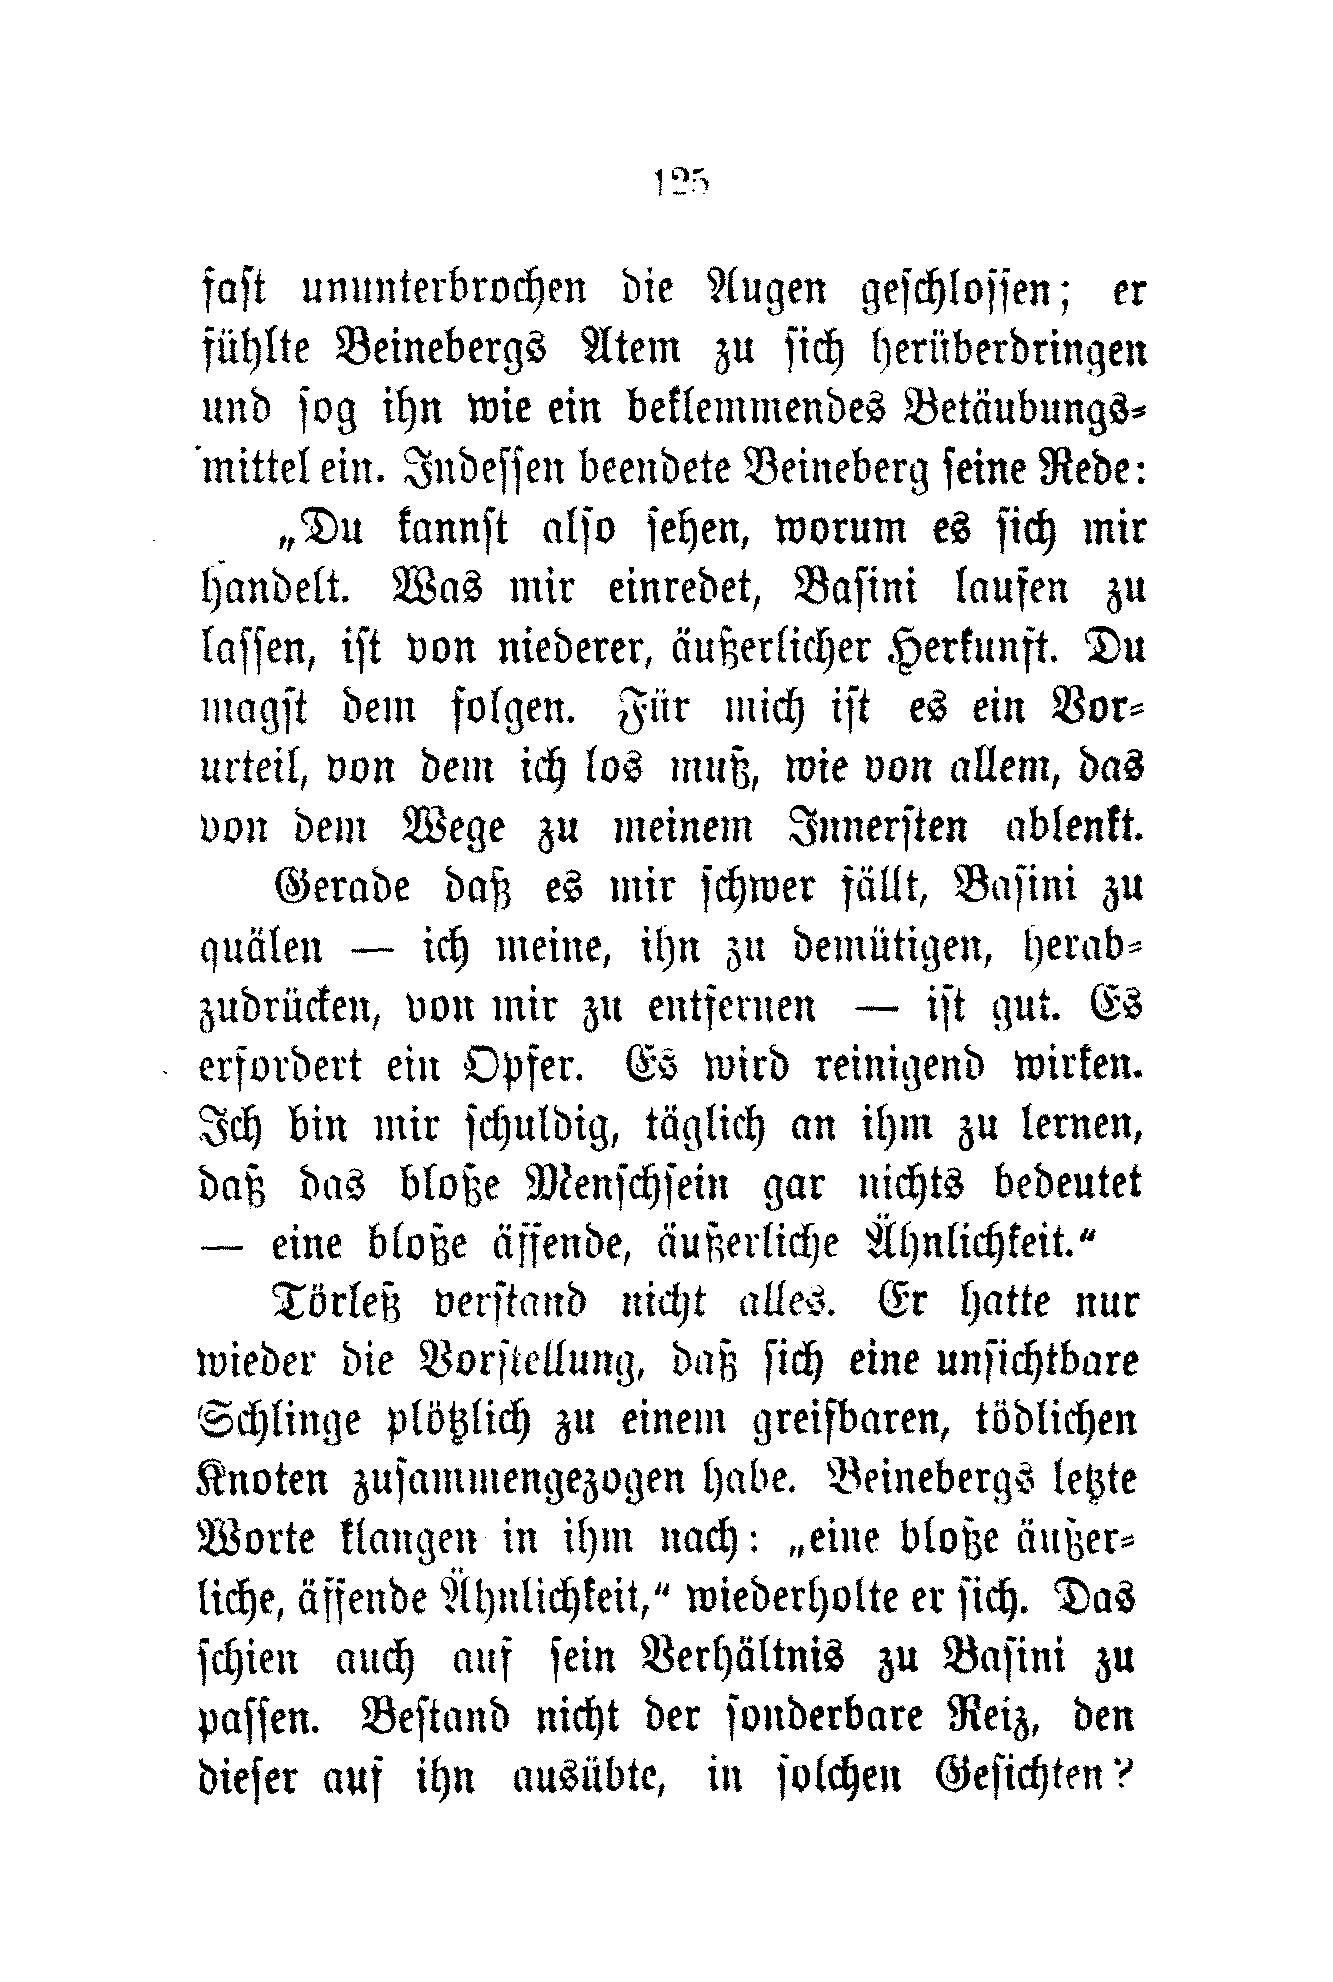 125
fast ununterbrochen die Augen geschlossen; er
fühlte Beinebergs Atem zu sich herüberdringen
und sog ihn wie ein beklemmendes Betäubungs-
mittel ein. Indessen beendete Beineberg seine Rede:
„Du kannst also sehen, worum es sich mir
handelt. Was mir einredet, Basini laufen zu
lassen, ist von niederer, äußerlicher Herkunft. Du
magst dem folgen. Für mich ist es ein Vor-
urteil, von dem ich los muß, wie von allem, das
von dem Wege zu meinem Innersten ablenkt.
Gerade daß es mir schwer fällt, Basini zu
quälen — ich meine, ihn zu demütigen, herab-
zudrücken, von mir zu entfernen — ist gut. Es
erfordert ein Opfer. Es wird reinigend wirken.
Ich bin mir schuldig, täglich an ihm zu lernen,
daß das bloße Menschsein gar nichts bedeutet
— eine bloße äffende, äußerliche Ähnlichkeit.“
Törleß verstand nicht alles. Er hatte nur
wieder die Vorstellung, daß sich eine unsichtbare
Schlinge plötzlich zu einem greifbaren, tödlichen
Knoten zusammengezogen habe. Beinebergs letzte
Worte klangen in ihm nach: „eine bloße äußer-
liche, äffende Ähnlichkeit,“ wiederholte er sich. Das
schien auch auf sein Verhältnis zu Basini zu
passen. Bestand nicht der sonderbare Reiz, den
dieser auf ihn ausübte, in solchen Gesichten?